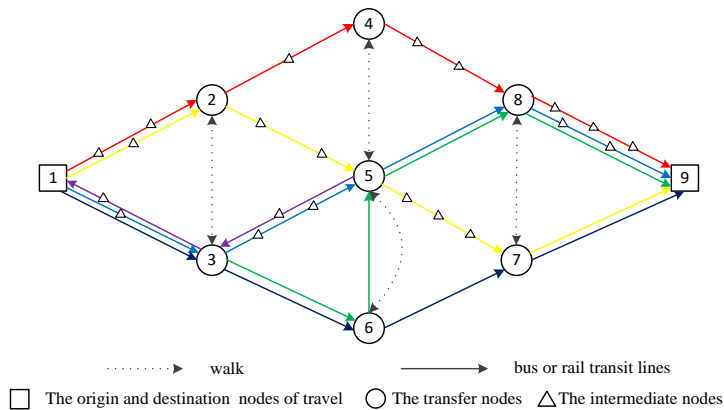 4
2
8
1
5
9
3
7
6
walk
bus or rail transit lines
The origin and destination nodes of travel
The transfer nodes
The intermediate nodes